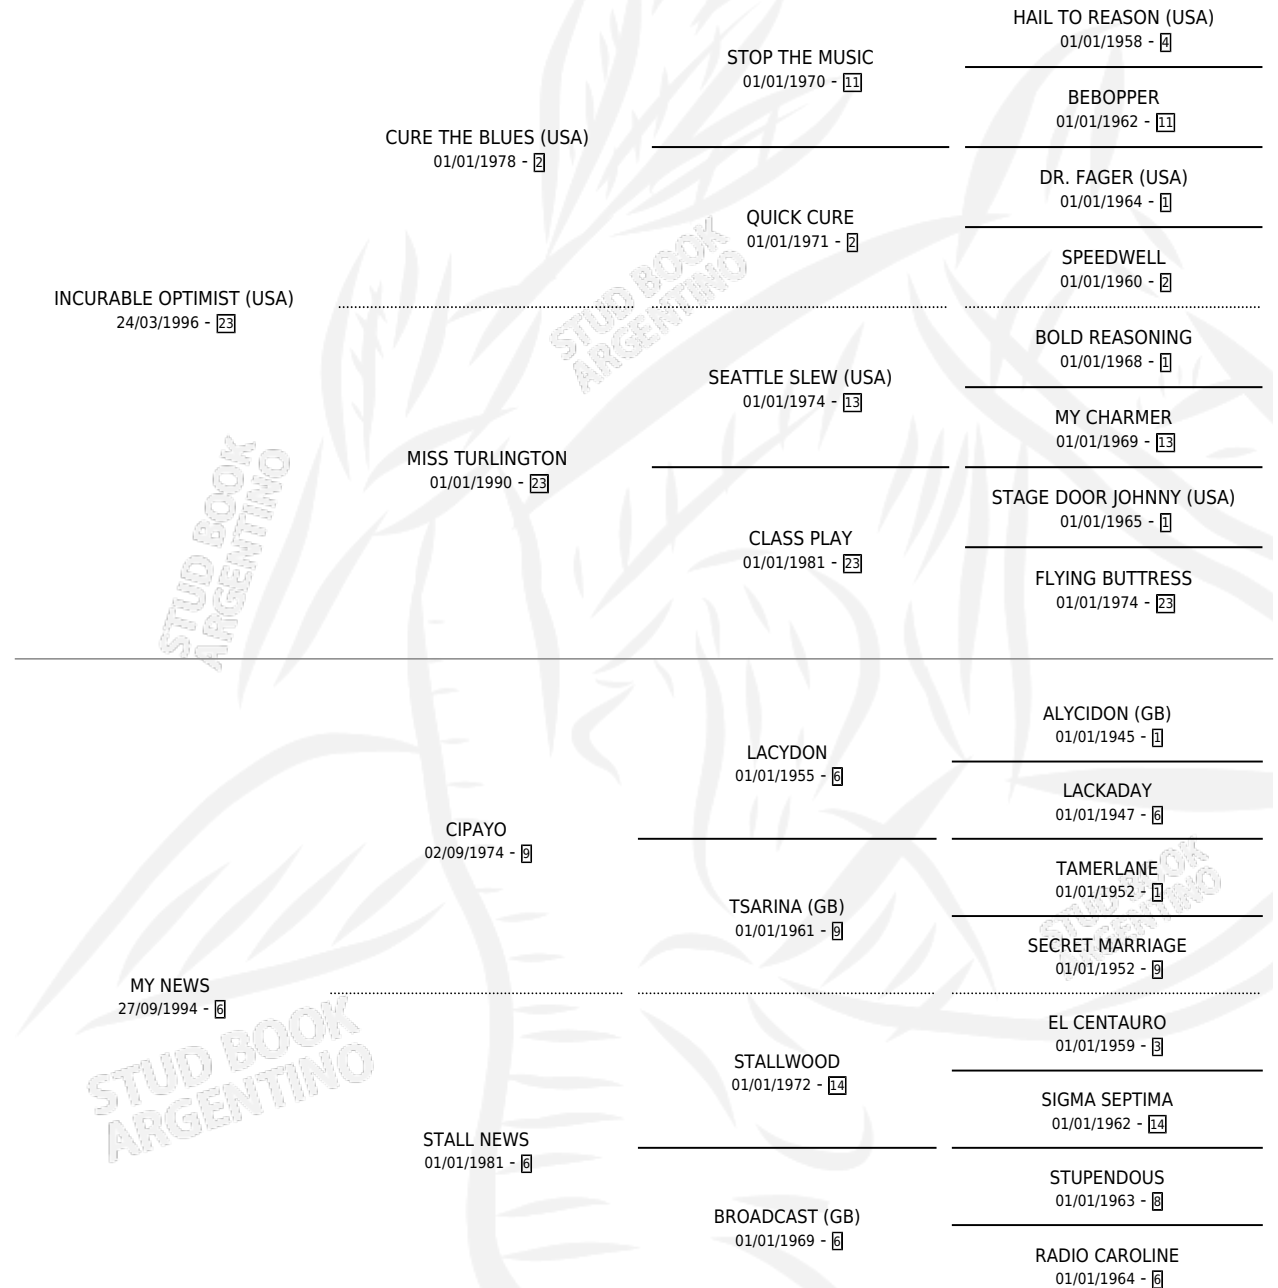 HAIL TO REASON (USA)
01/01/1958 - 4
STOP THE MUSIC
01/01/1970 - 11
BEBOPPER
01/01/1962 - 11
CURE THE BLUES (USA)
01/01/1978 - 2
DR. FAGER (USA)
01/01/1964 - 1
QUICK CURE
01/01/1971 - 2
SPEEDWELL
01/01/1960 - 2
INCURABLE OPTIMIST (USA)
24/03/1996 - 23
BOLD REASONING
01/01/1968 - 1
SEATTLE SLEW (USA)
01/01/1974 - 13
MY CHARMER
01/01/1969 - 13
MISS TURLINGTON
01/01/1990 - 23
STAGE DOOR JOHNNY (USA)
01/01/1965 - 1
CLASS PLAY
01/01/1981 - 23
FLYING BUTTRESS
01/01/1974 - 23
ALYCIDON (GB)
01/01/1945 - 1
LACYDON
01/01/1955 - 6
LACKADAY
01/01/1947 - 6
CIPAYO
02/09/1974 - 9
TAMERLANE
01/01/1952 - 1
TSARINA (GB)
01/01/1961 - 9
SECRET MARRIAGE
01/01/1952 - 9
MY NEWS
27/09/1994 - 6
EL CENTAURO
01/01/1959 - 3
STALLWOOD
01/01/1972 - 14
SIGMA SEPTIMA
01/01/1962 - 14
STALL NEWS
01/01/1981 - 6
STUPENDOUS
01/01/1963 - 8
BROADCAST (GB)
01/01/1969 - 6
RADIO CAROLINE
01/01/1964 - 6
STUD BOOK
ARGENTINO
STUD BOOK
ARGENTINO
STUD BOOK
ARGENTINO
STUD BOOK
ARGENTINO